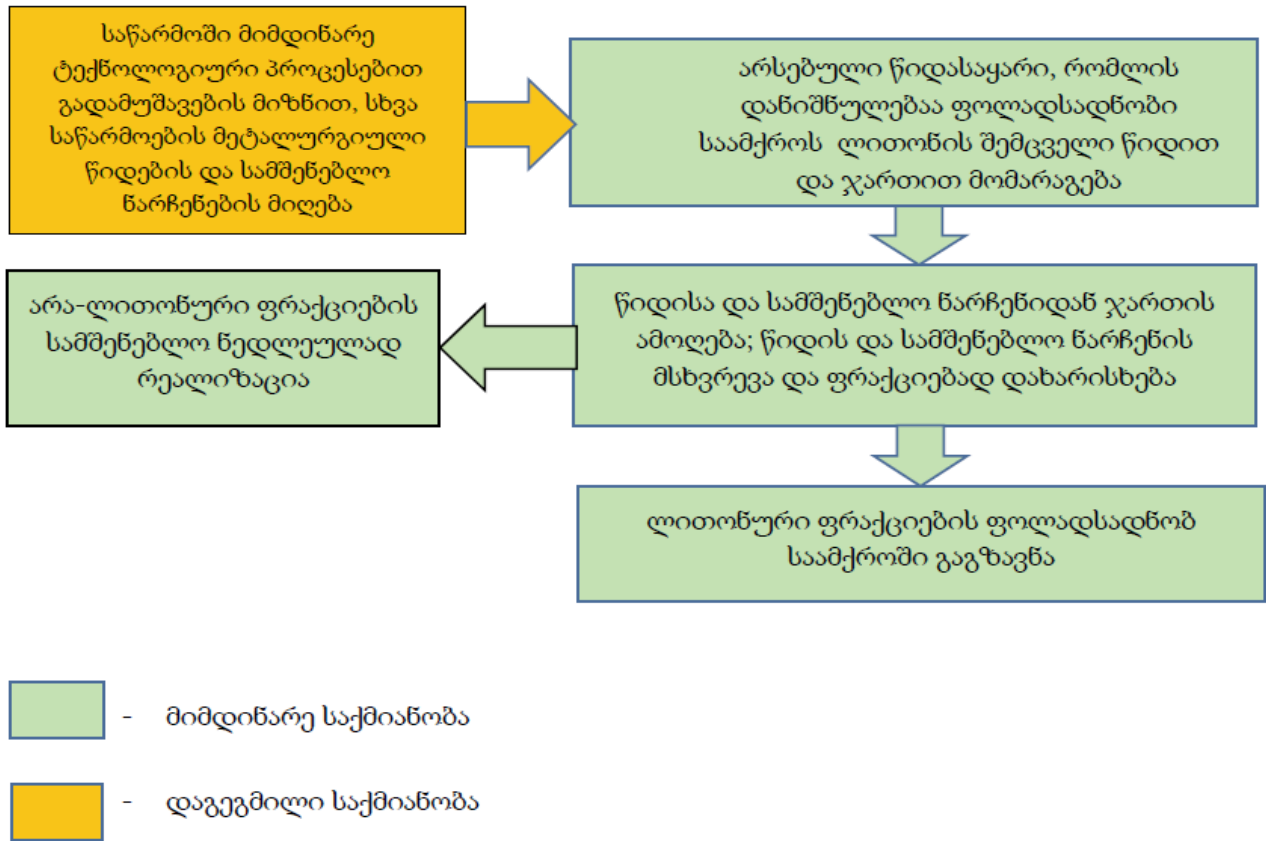 საწარმოში მიმდინარე
ტექნოლოგიური პროცესებით
გადამუშავების მიზნით, სხვა
საწარმოების მეტალურგიული
წიდების და სამშენებლო
ნარჩენების მიღება
არსებული წიდასაყარი, რომლის
დანიშნულებაა ფოლადსადნობი
საამქროს ლითონის შემცველი წიდით
და ჯართით მომარაგება
არა-ლითონური ფრაქციების
სამშენებლო ნედლეულად
რეალიზაცია
წიდისა და სამშენებლო ნარჩენიდან ჯართის
ამოღება; წიდის და სამშენებლო ნარჩენის
მსხვრევა და ფრაქციებად დახარისხება
ლითონური ფრაქციების ფოლადსადნობ
საამქროში გაგზავნა
- მიმდინარე საქმიანობა
- დაგეგმილი საქმიანობა